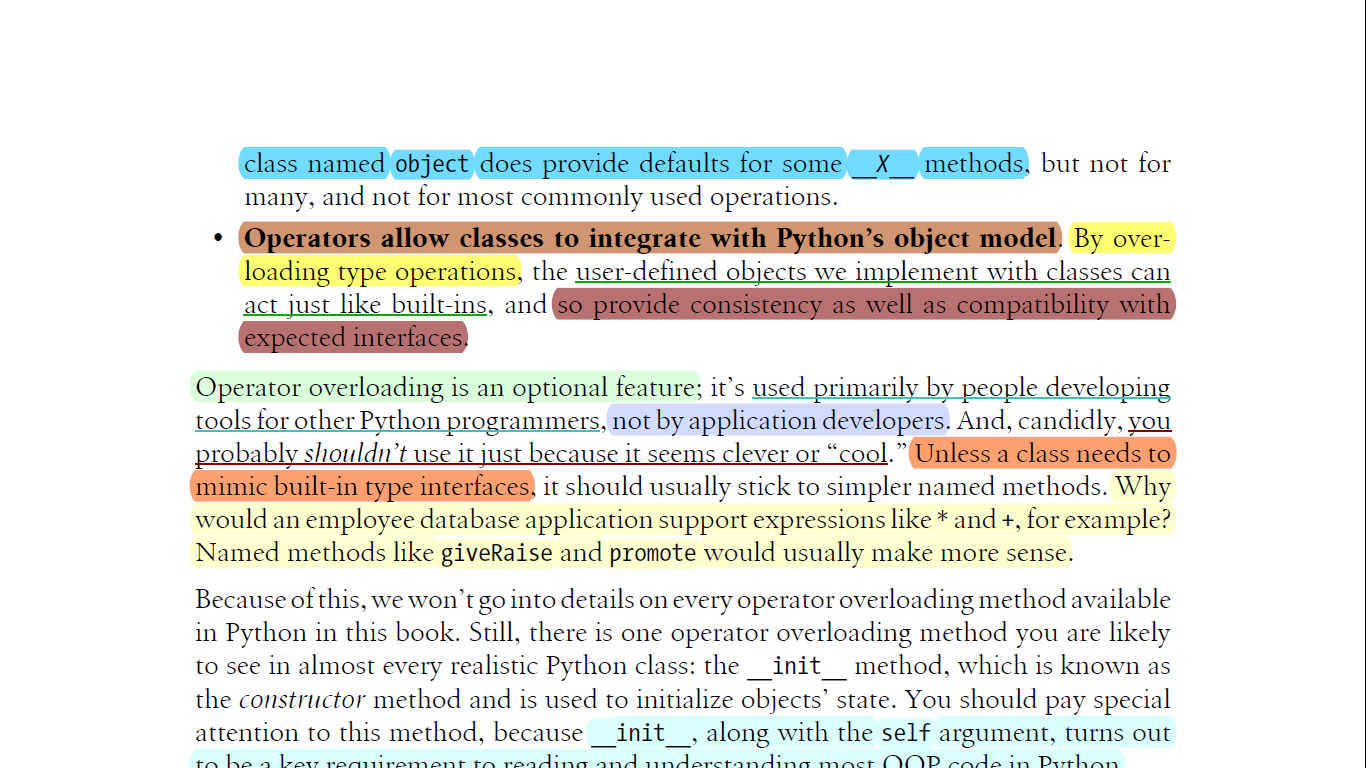 class named object does provide defaults for some __X__ methods, but not for
many, and not for most commonly used operations.
• Operators allow classes to integrate with Python’s object model. By over-
loading type operations, the user-defined objects we implement with classes can
act just like built-ins, and so provide consistency as well as compatibility with
expected interfaces.
Operator overloading is an optional feature; it’s used primarily by people developing
tools for other Python programmers, not by application developers. And, candidly, you
probably shouldn’t use it just because it seems clever or “cool.” Unless a class needs to
mimic built-in type interfaces, it should usually stick to simpler named methods. Why
would an employee database application support expressions like * and +, for example?
Named methods like giveRaise and promote would usually make more sense.
Because of this, we won’t go into details on every operator overloading method available
in Python in this book. Still, there is one operator overloading method you are likely
to see in almost every realistic Python class: the __init__ method, which is known as
the constructor method and is used to initialize objects’ state. You should pay special
attention to this method, because __init__, along with the self argument, turns out
to be a key requirement to reading and understanding most OOP code in Python.